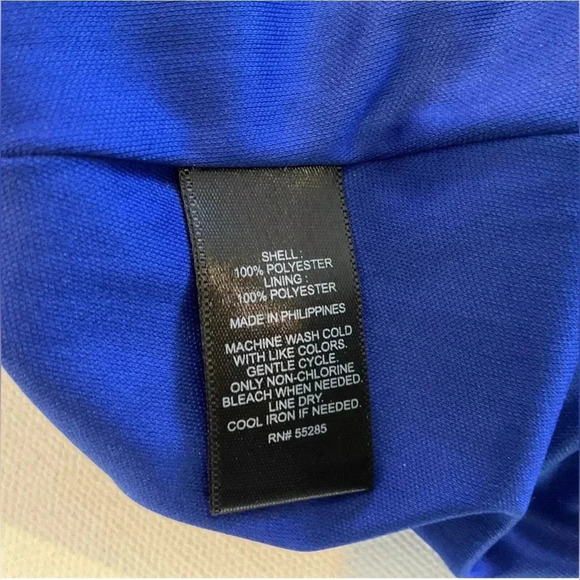 SHELL :
100% POLYESTER
LINING :
100% POLYESTER
MADE IN PHILIPPINES
MACHINE WASH COLD
WITH LIKE COLORS.
GENTLE CYCLE.
ONLY NON-CHLORINE
BLEACH WHEN NEEDED.
LINE DRY.
COOL IRON IF NEEDED.
RN# 55285